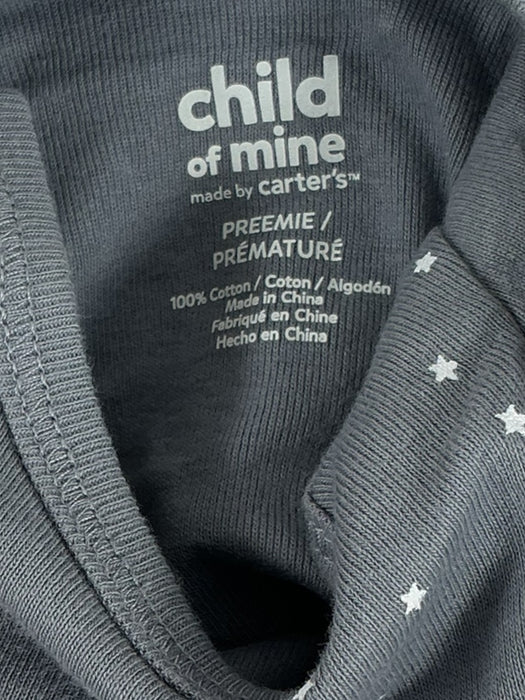 child
of mine
made by carter's™
PREEMIE /
PRÉMATURÉ
100% Cotton / Coton / Algodón
Made in China
Fabriqué en Chine
Hecho en China